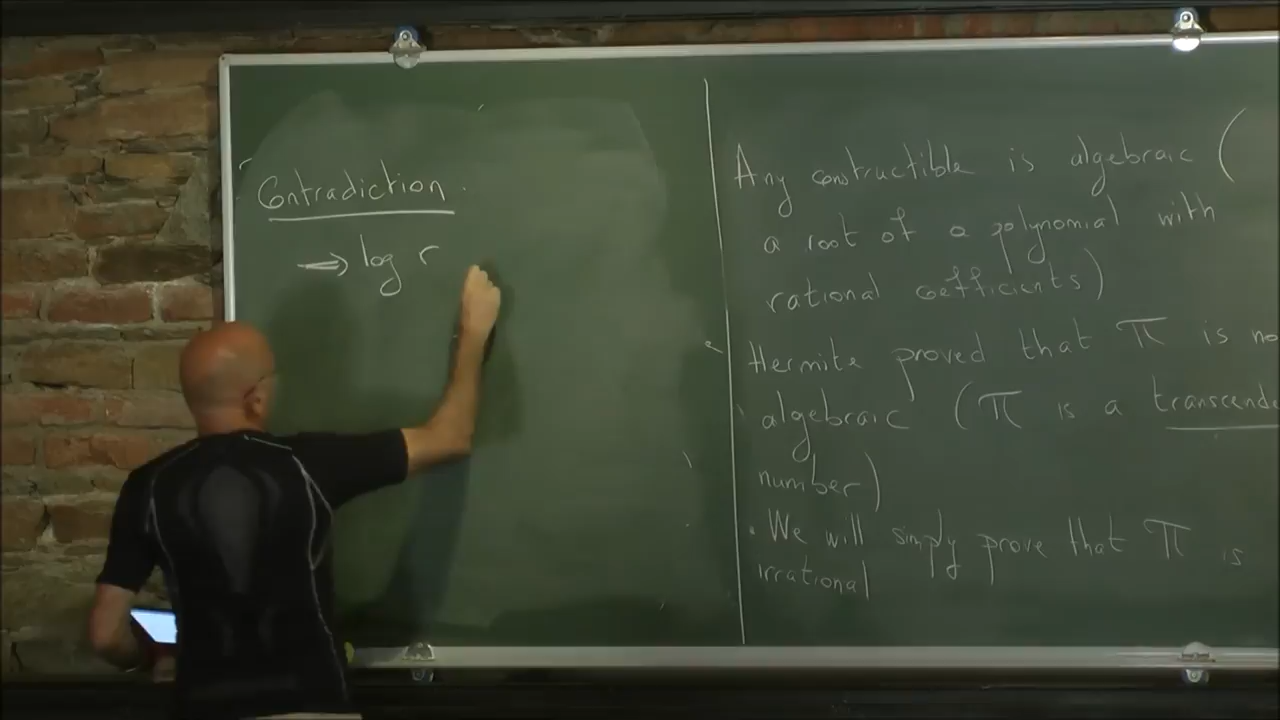 Contradiction.
⇒ log r
Any constructible is algebraic (
a root of a polynomial with
rational coefficients)
Hermite proved that π is no
algebraic (π is a transcende
number)
• We will simply prove that π is
irrational